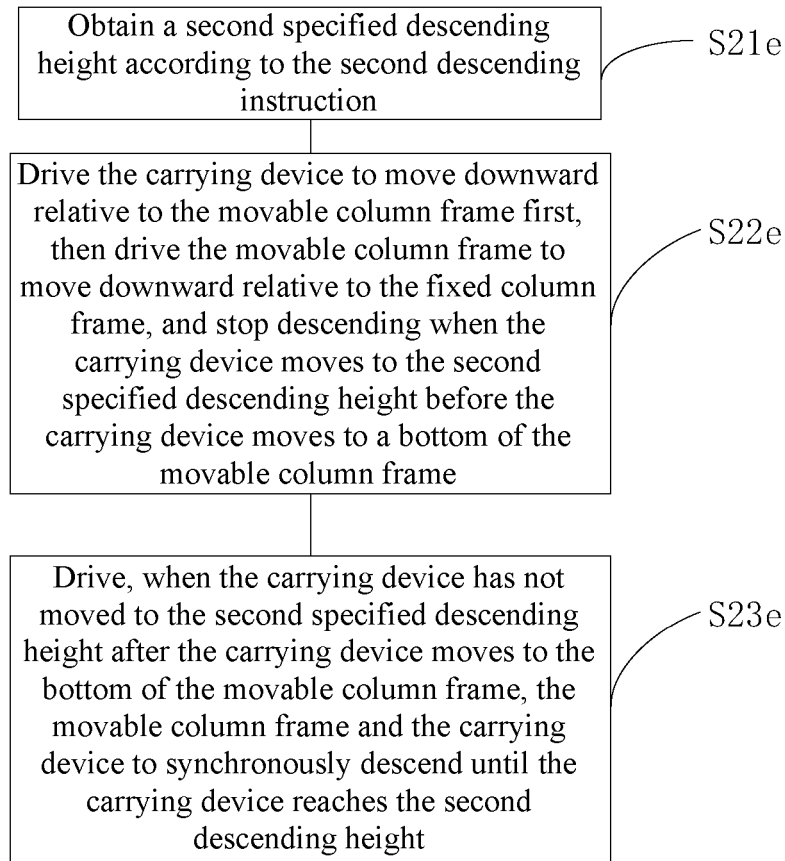 Obtain a second specified descending
height according to the second descending
instruction
S21e
Drive the carrying device to move downward
relative to the movable column frame first,
then drive the movable column frame to
move downward relative to the fixed column
frame, and stop descending when the
carrying device moves to the second
specified descending height before the
carrying device moves to a bottom of the
movable column frame
S22e
Drive, when the carrying device has not
moved to the second specified descending
height after the carrying device moves to the
bottom of the movable column frame, the
movable column frame and the carrying
device to synchronously descend until the
carrying device reaches the second
descending height
S23e